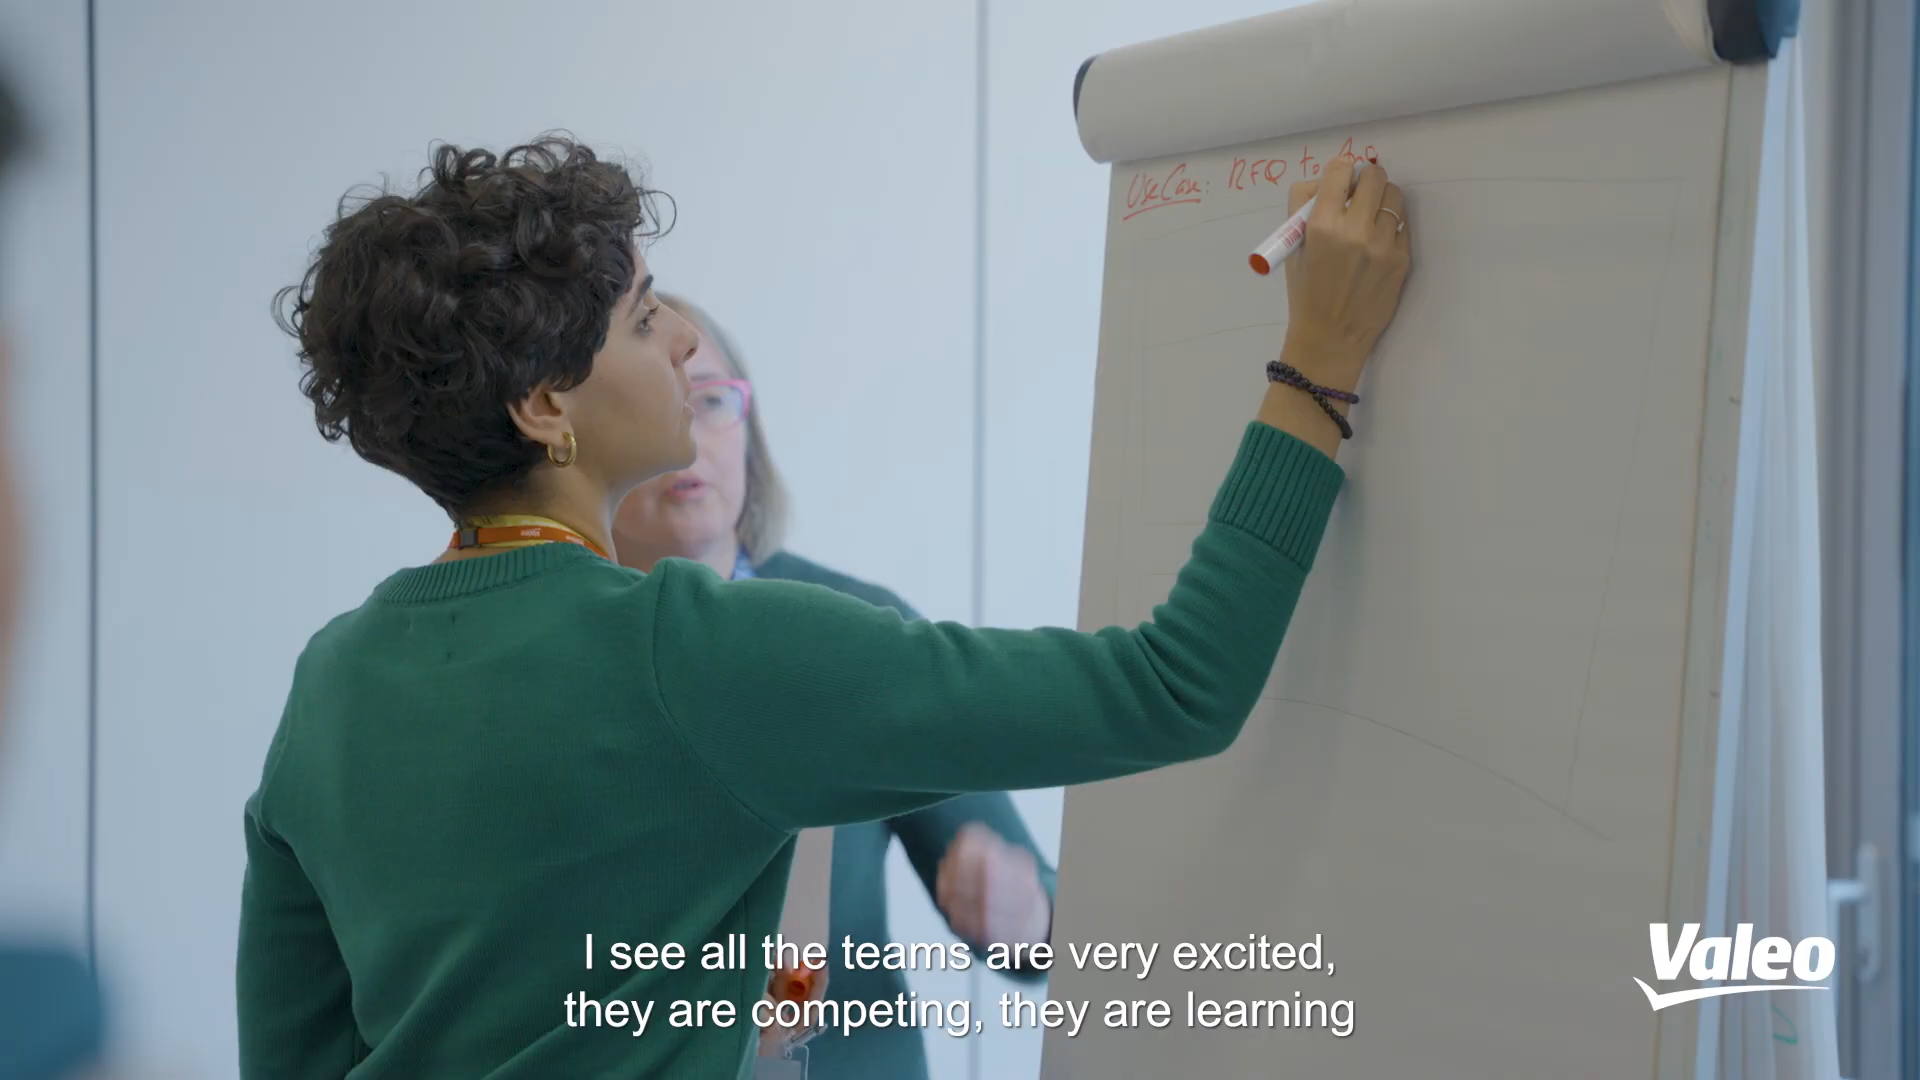 Use Case: RFQ to
I see all the teams are very excited,
they are competing, they are learning
Valeo